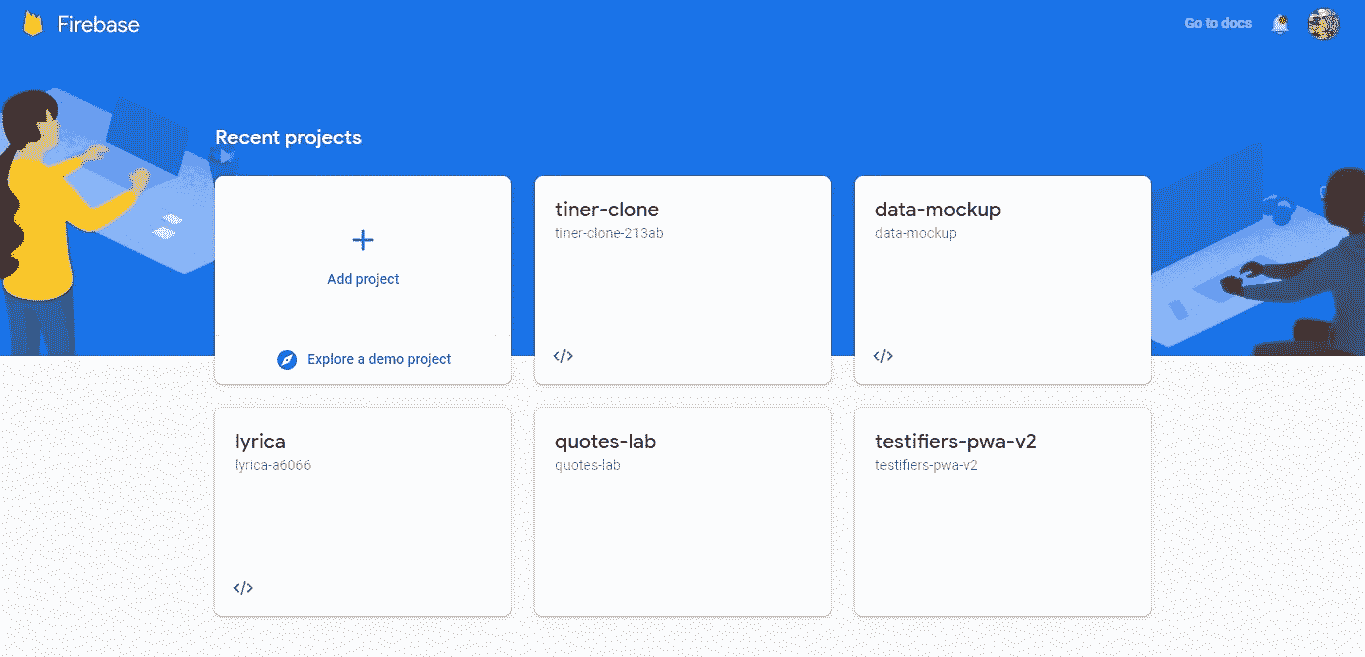 Firebase
Go to docs
Recent projects
Add project
Explore a demo project
tiner-clone
tiner-clone-213ab
</>
data-mockup
data-mockup
</>
lyrica
lyrica-a6066
</>
quotes-lab
quotes-lab
testifiers-pwa-v2
testifiers-pwa-v2